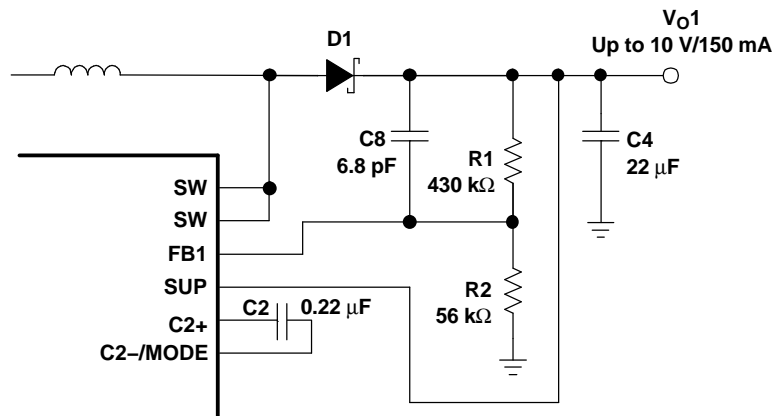 V_O1
Up to 10 V/150 mA
D1
C8
6.8 pF
R1
430 kΩ
C4
22 μF
SW
SW
FB1
SUP
C2+
C2−/MODE
C2
0.22 μF
R2
56 kΩ